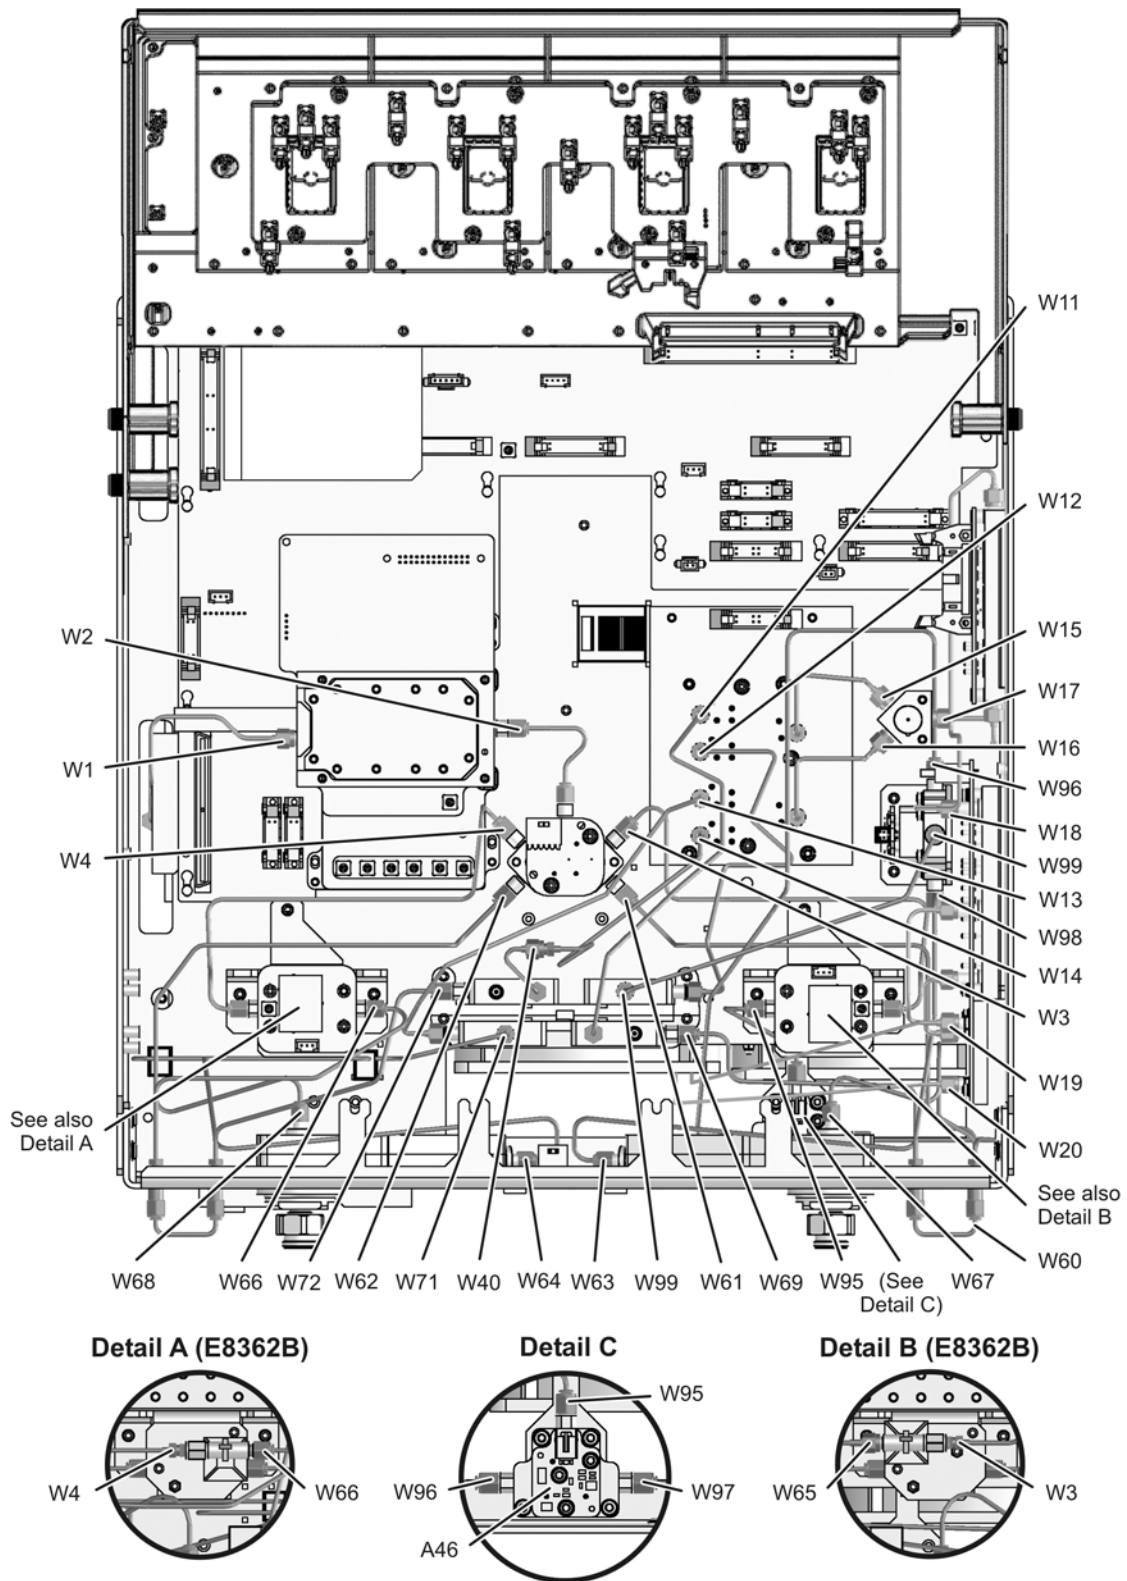 W11
W12
W2
W15
W17
W1
W16
W96
W4
W18
W99
W13
W98
W14
W3
W19
See also
Detail A
W20
See also
Detail B
W60
W68
W66
W72
W62
W71
W40
W64
W63
W99
W61
W69
W95
(See
Detail C)
W67
Detail A (E8362B)
Detail C
Detail B (E8362B)
W4
W66
W95
W96
W97
A46
W65
W3